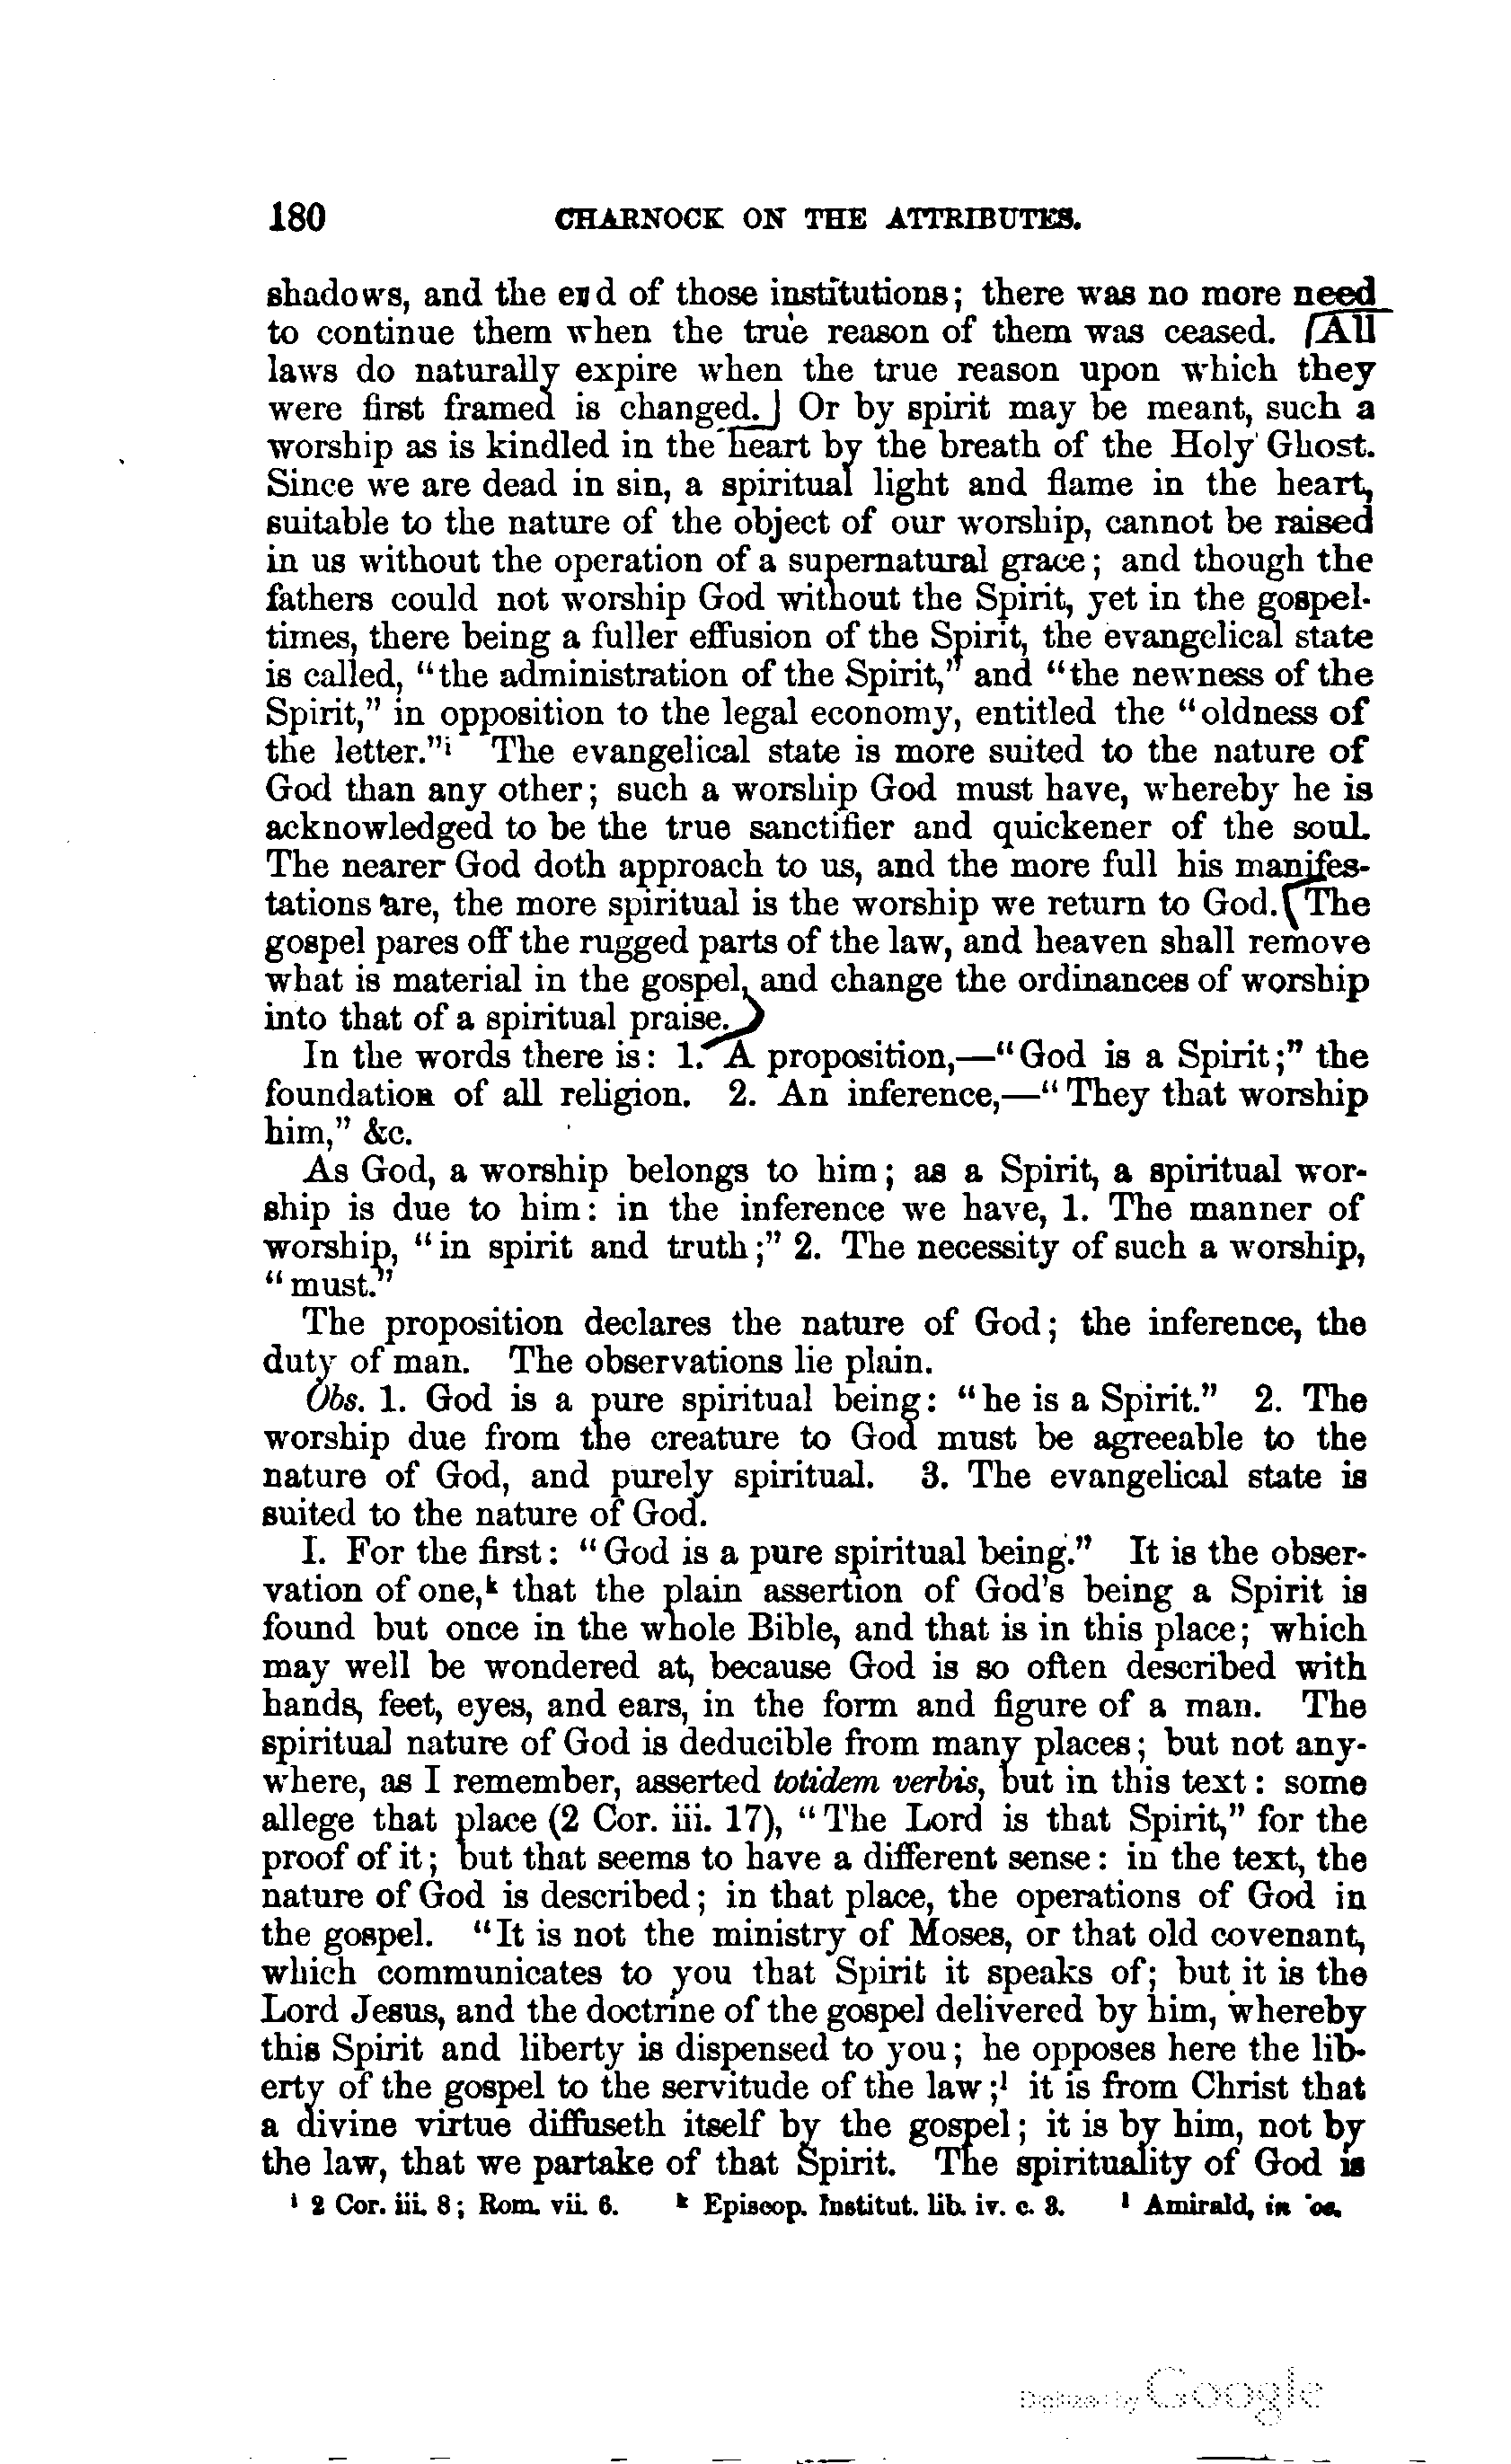 180 CHARNOCK ON THE ATTRIBUTES.
shadows, and the end of those institutions; there was no more need
to continue them when the true reason of them was ceased. [All
laws do naturally expire when the true reason upon which they
were first framed is changed.] Or by spirit may be meant, such a
worship as is kindled in the heart by the breath of the Holy Ghost.
Since we are dead in sin, a spiritual light and flame in the heart,
suitable to the nature of the object of our worship, cannot be raised
in us without the operation of a supernatural grace; and though the
fathers could not worship God without the Spirit, yet in the gospel-
times, there being a fuller effusion of the Spirit, the evangelical state
is called, "the administration of the Spirit," and "the newness of the
Spirit," in opposition to the legal economy, entitled the "oldness of
the letter."i The evangelical state is more suited to the nature of
God than any other; such a worship God must have, whereby he is
acknowledged to be the true sanctifier and quickener of the soul.
The nearer God doth approach to us, and the more full his manifes-
tations are, the more spiritual is the worship we return to God. (The
gospel pares off the rugged parts of the law, and heaven shall remove
what is material in the gospel, and change the ordinances of worship
into that of a spiritual praise.)
In the words there is: 1. A proposition,—"God is a Spirit;" the
foundation of all religion. 2. An inference,—"They that worship
him," &c.
As God, a worship belongs to him; as a Spirit, a spiritual wor-
ship is due to him: in the inference we have, 1. The manner of
worship, "in spirit and truth;" 2. The necessity of such a worship,
"must."
The proposition declares the nature of God; the inference, the
duty of man. The observations lie plain.
Obs. 1. God is a pure spiritual being: "he is a Spirit." 2. The
worship due from the creature to God must be agreeable to the
nature of God, and purely spiritual. 3. The evangelical state is
suited to the nature of God.
I. For the first: "God is a pure spiritual being." It is the obser-
vation of one,k that the plain assertion of God's being a Spirit is
found but once in the whole Bible, and that is in this place; which
may well be wondered at, because God is so often described with
hands, feet, eyes, and ears, in the form and figure of a man. The
spiritual nature of God is deducible from many places; but not any-
where, as I remember, asserted totidem verbis, but in this text: some
allege that place (2 Cor. iii. 17), "The Lord is that Spirit," for the
proof of it; but that seems to have a different sense: in the text, the
nature of God is described; in that place, the operations of God in
the gospel. "It is not the ministry of Moses, or that old covenant,
which communicates to you that Spirit it speaks of; but it is the
Lord Jesus, and the doctrine of the gospel delivered by him, whereby
this Spirit and liberty is dispensed to you; he opposes here the lib-
erty of the gospel to the servitude of the law;l it is from Christ that
a divine virtue diffuseth itself by the gospel; it is by him, not by
the law, that we partake of that Spirit. The spirituality of God is
i 2 Cor. iii. 8; Rom. vii. 6. k Episcop. Institut. lib. iv. c. 3. l Amirald, in
Digitized by Google